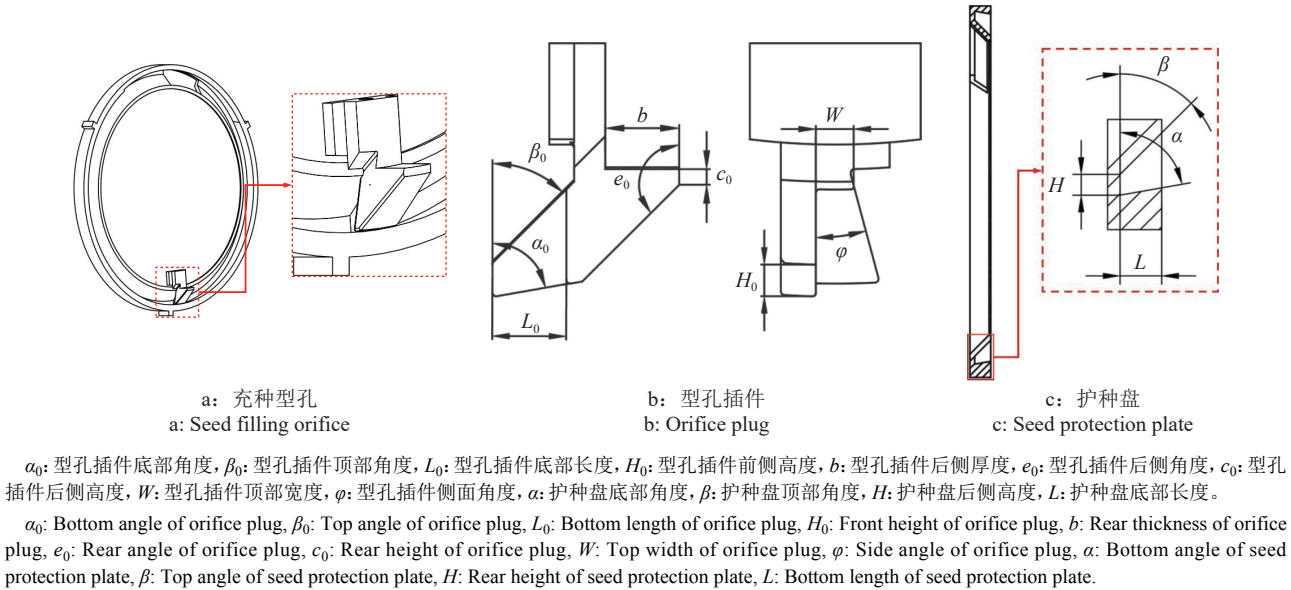 b
β0
e0
c0
α0
L0
W
φ
H0
β
α
H
L
a：充种型孔
a: Seed filling orifice
b：型孔插件
b: Orifice plug
c：护种盘
c: Seed protection plate
α0: 型孔插件底部角度, β0: 型孔插件顶部角度, L0: 型孔插件底部长度, H0: 型孔插件前侧高度, b: 型孔插件后侧厚度, e0: 型孔插件后侧角度, c0: 型孔
插件后侧高度, W: 型孔插件顶部宽度, φ: 型孔插件侧面角度, α: 护种盘底部角度, β: 护种盘顶部角度, H: 护种盘后侧高度, L: 护种盘底部长度。
α0: Bottom angle of orifice plug, β0: Top angle of orifice plug, L0: Bottom length of orifice plug, H0: Front height of orifice plug, b: Rear thickness of orifice
plug, e0: Rear angle of orifice plug, c0: Rear height of orifice plug, W: Top width of orifice plug, φ: Side angle of orifice plug, α: Bottom angle of seed
protection plate, β: Top angle of seed protection plate, H: Rear height of seed protection plate, L: Bottom length of seed protection plate.